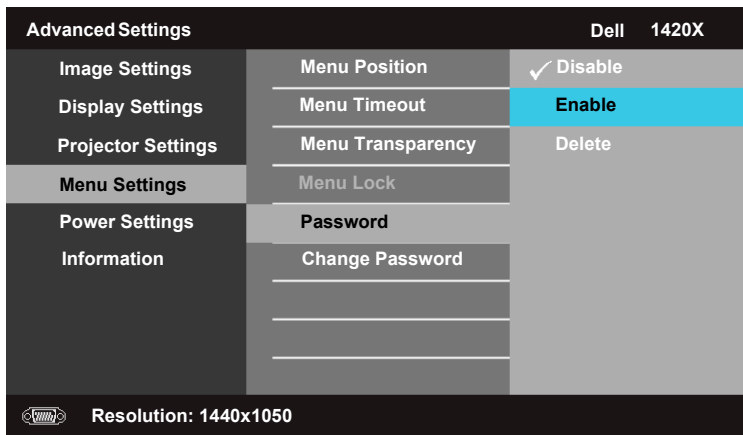 Advanced Settings Dell 1420X
Image Settings
Display Settings
Projector Settings
Menu Settings
Power Settings
Information
Menu Position
Menu Timeout
Menu Transparency
Menu Lock
Password
Change Password
Disable
Enable
Delete
Resolution: 1440x1050